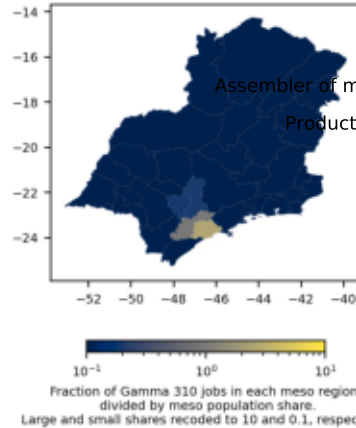 −14
−16
Assembler of m
−18
Product
−20
−22
−24
−52 −50 −48 −46 −44 −42 −40
10⁻¹ 10⁰ 10¹
Fraction of Gamma 310 jobs in each meso region
divided by meso population share.
Large and small shares recoded to 10 and 0.1, respec